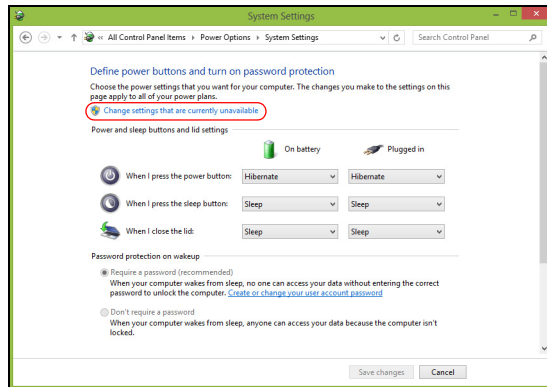 System Settings
« All Control Panel Items ▸ Power Options ▸ System Settings
Search Control Panel
Define power buttons and turn on password protection
Choose the power settings that you want for your computer. The changes you make to the settings on this
page apply to all of your power plans.
Change settings that are currently unavailable
Power and sleep buttons and lid settings
On battery Plugged in
When I press the power button: Hibernate Hibernate
When I press the sleep button: Sleep Sleep
When I close the lid: Sleep Sleep
Password protection on wakeup
Require a password (recommended)
When your computer wakes from sleep, no one can access your data without entering the correct
password to unlock the computer. Create or change your user account password
Don't require a password
When your computer wakes from sleep, anyone can access your data because the computer isn't
locked.
Save changes Cancel